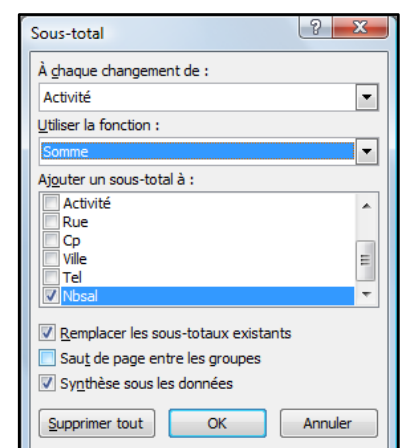 Sous-total
À chaque changement de :
Activité
Utiliser la fonction :
Somme
Ajouter un sous-total à :
Activité
Rue
Cp
Ville
Tel
Nbsal
Remplacer les sous-totaux existants
Saut de page entre les groupes
Synthèse sous les données
Supprimer tout OK Annuler